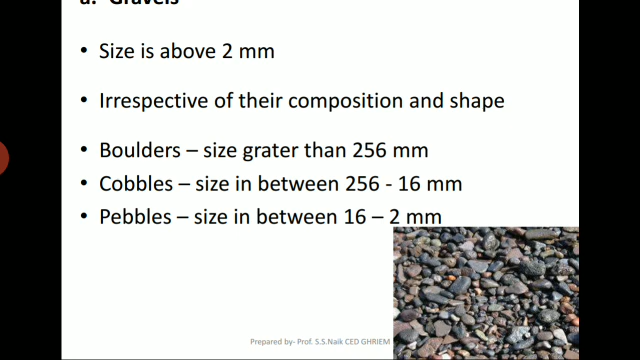 a. Gravels
• Size is above 2 mm
• Irrespective of their composition and shape
• Boulders – size grater than 256 mm
• Cobbles – size in between 256 - 16 mm
• Pebbles – size in between 16 – 2 mm
Prepared by- Prof. S.S.Naik CED GHRIEM